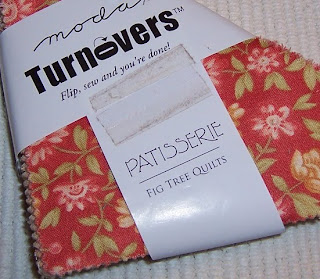 moda
Turnovers™
Flip, sew and you're done!
PATISSERIE
FIG TREE QUILTS